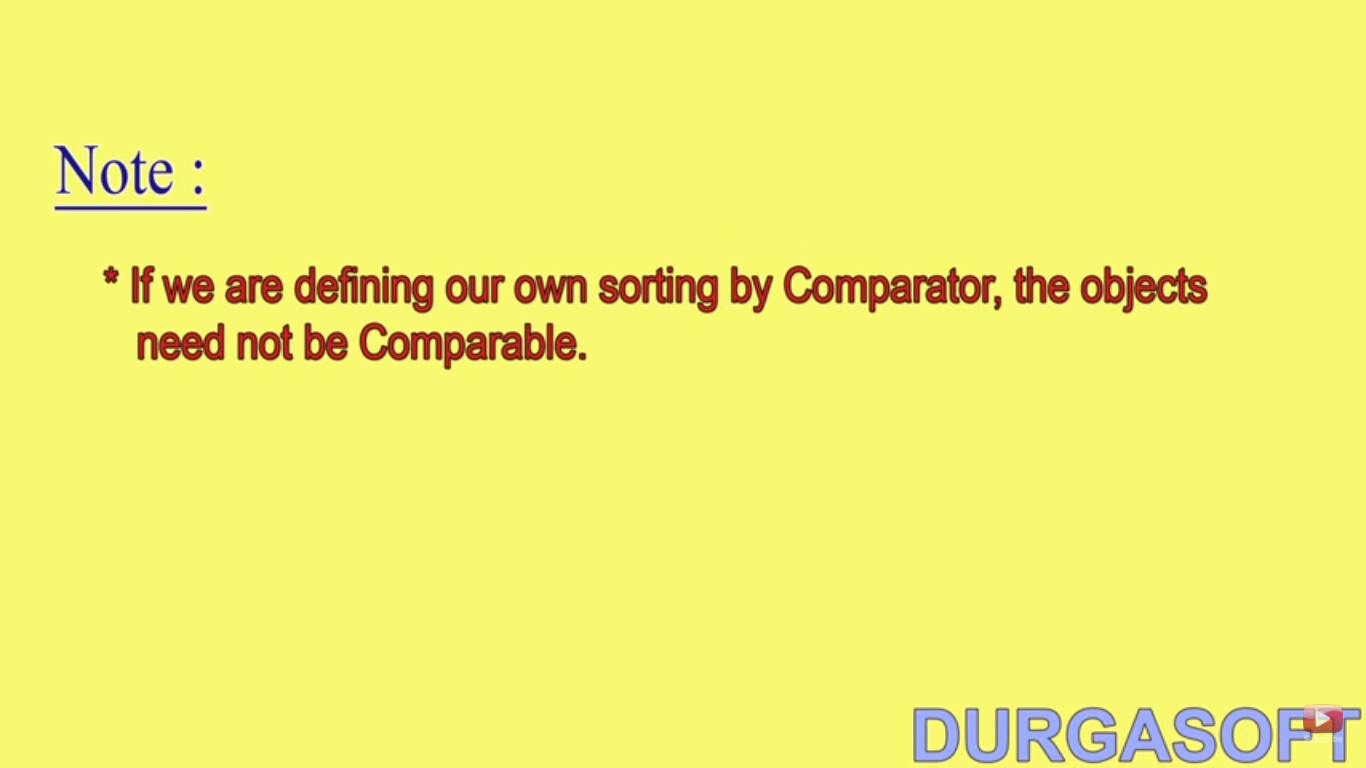 Note :
* If we are defining our own sorting by Comparator, the objects
need not be Comparable.
DURGASOFT